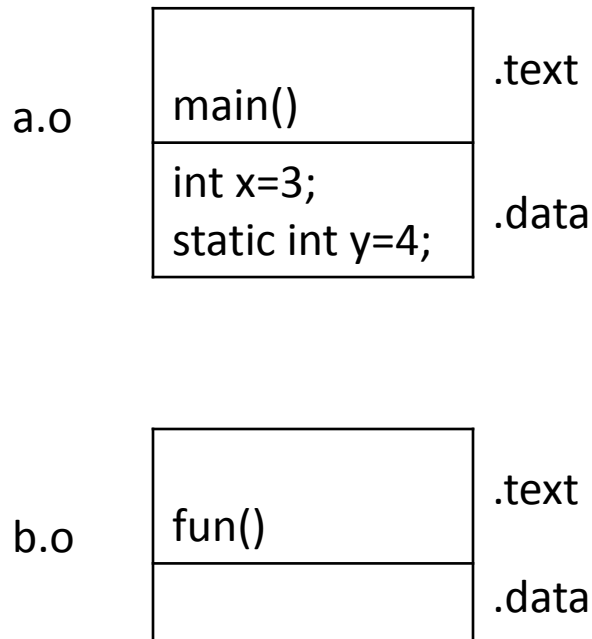 .text
a.o
main()
int x=3;
.data
static int y=4;
.text
b.o
fun()
.data